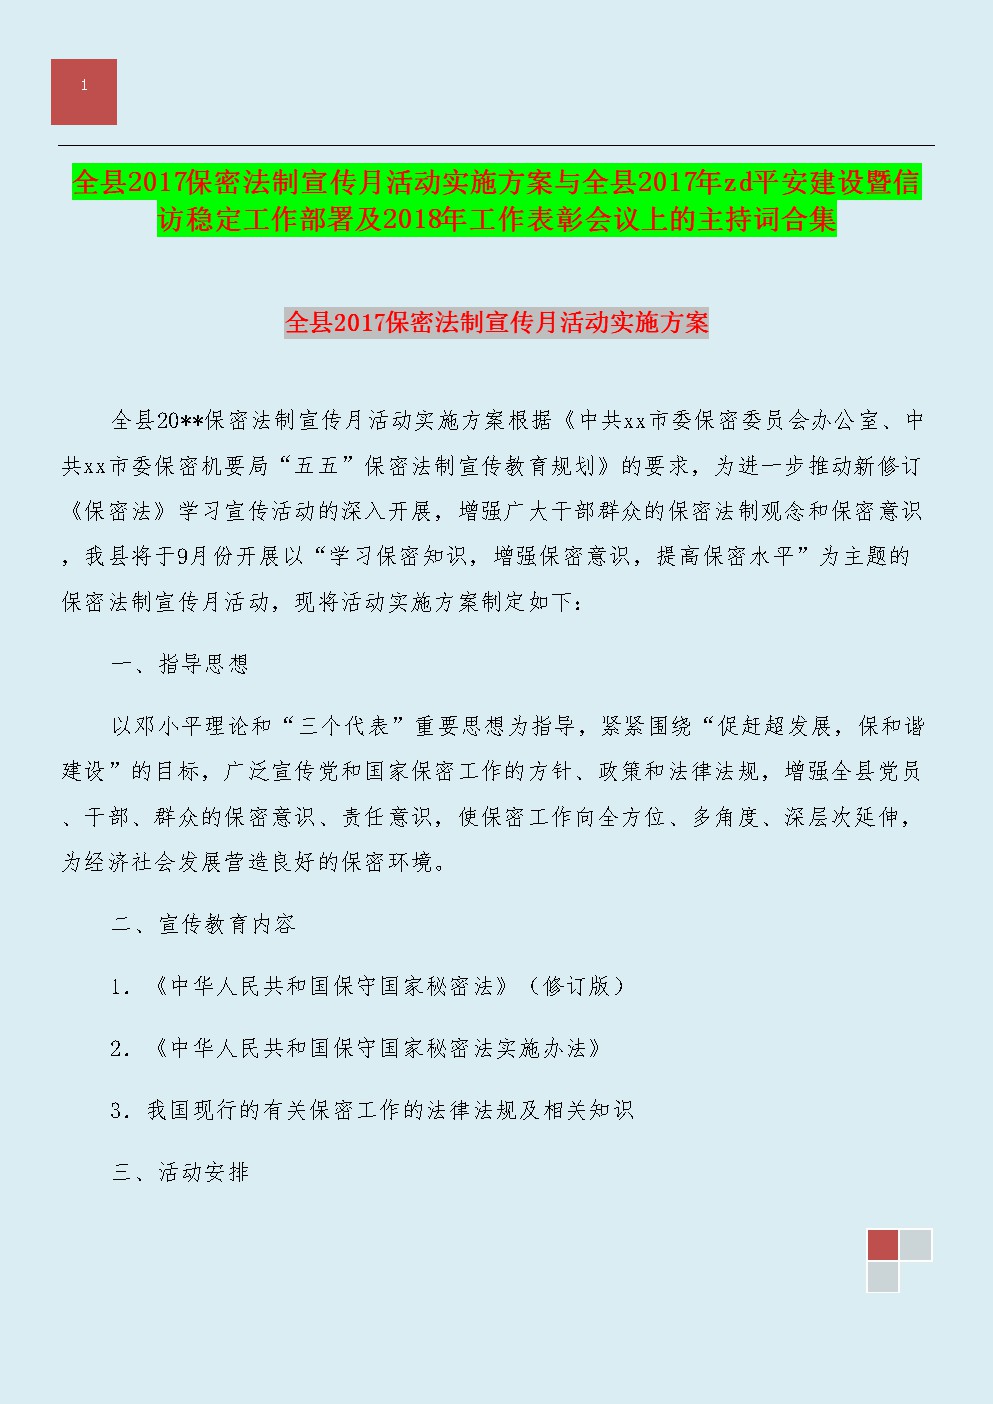 1
全县2017保密法制宣传月活动实施方案与全县2017年zd平安建设暨信
访稳定工作部署及2018年工作表彰会议上的主持词合集
全县2017保密法制宣传月活动实施方案
全县20**保密法制宣传月活动实施方案根据《中共xx市委保密委员会办公室、中
共xx市委保密机要局“五五”保密法制宣传教育规划》的要求，为进一步推动新修订
《保密法》学习宣传活动的深入开展，增强广大干部群众的保密法制观念和保密意识
，我县将于9月份开展以“学习保密知识，增强保密意识，提高保密水平”为主题的
保密法制宣传月活动，现将活动实施方案制定如下：
一、指导思想
以邓小平理论和“三个代表”重要思想为指导，紧紧围绕“促赶超发展，保和谐
建设”的目标，广泛宣传党和国家保密工作的方针、政策和法律法规，增强全县党员
、干部、群众的保密意识、责任意识，使保密工作向全方位、多角度、深层次延伸，
为经济社会发展营造良好的保密环境。
二、宣传教育内容
1．《中华人民共和国保守国家秘密法》（修订版）
2．《中华人民共和国保守国家秘密法实施办法》
3．我国现行的有关保密工作的法律法规及相关知识
三、活动安排